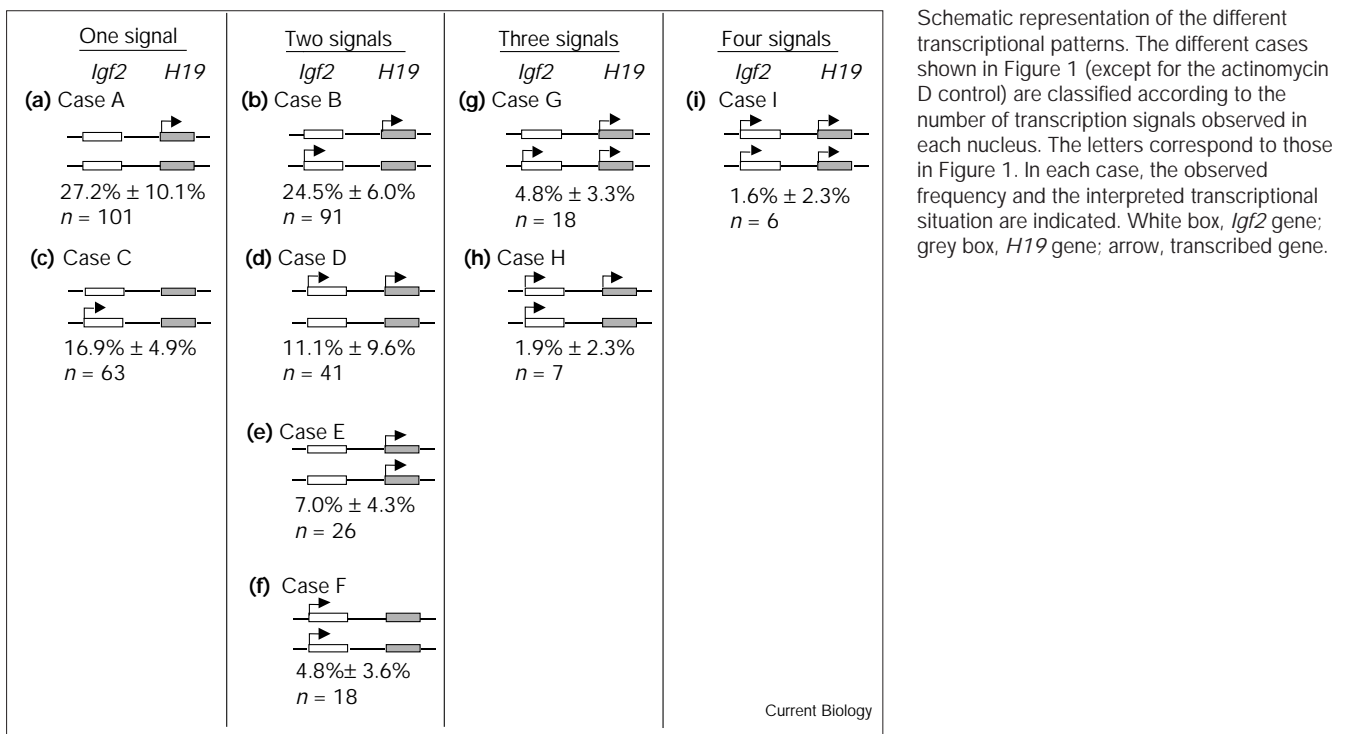 One signal
Igf2 H19
(a) Case A
27.2% ± 10.1%
n = 101
(c) Case C
16.9% ± 4.9%
n = 63
Two signals
Igf2 H19
(b) Case B
24.5% ± 6.0%
n = 91
(d) Case D
11.1% ± 9.6%
n = 41
(e) Case E
7.0% ± 4.3%
n = 26
(f) Case F
4.8%± 3.6%
n = 18
Three signals
Igf2 H19
(g) Case G
4.8% ± 3.3%
n = 18
(h) Case H
1.9% ± 2.3%
n = 7
Four signals
Igf2 H19
(i) Case I
1.6% ± 2.3%
n = 6
Current Biology
Schematic representation of the different
transcriptional patterns. The different cases
shown in Figure 1 (except for the actinomycin
D control) are classified according to the
number of transcription signals observed in
each nucleus. The letters correspond to those
in Figure 1. In each case, the observed
frequency and the interpreted transcriptional
situation are indicated. White box, Igf2 gene;
grey box, H19 gene; arrow, transcribed gene.